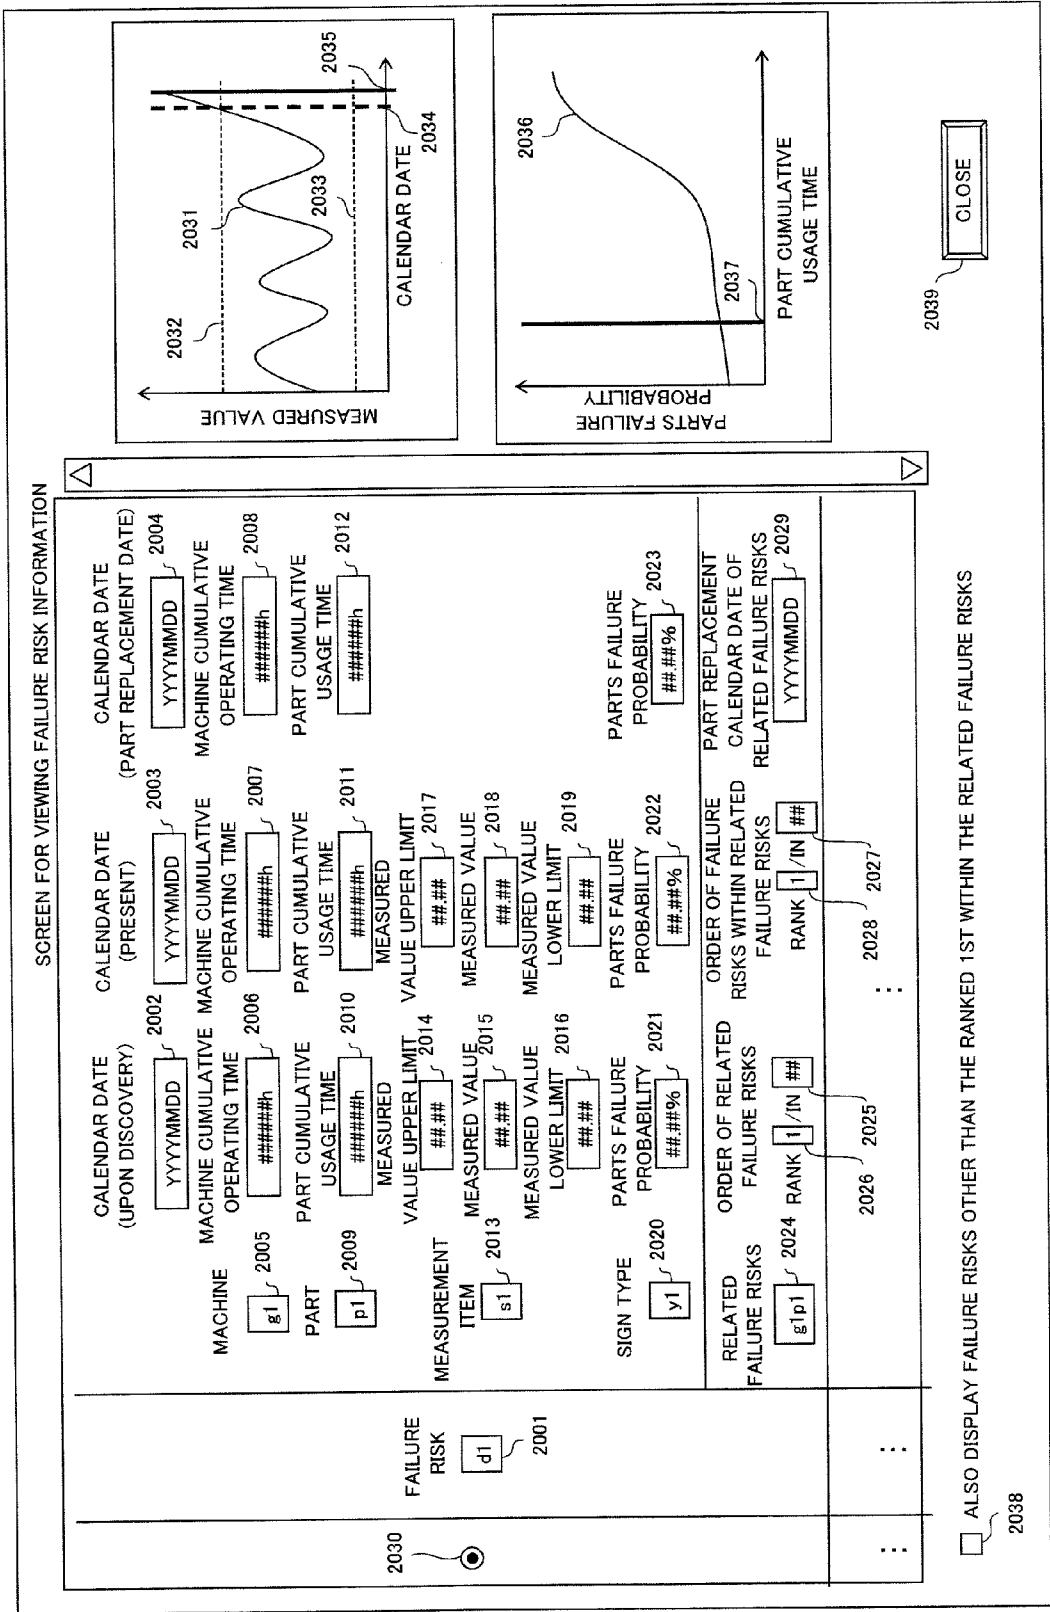 SCREEN FOR VIEWING FAILURE RISK INFORMATION
2030
FAILURE
RISK
d1
2001
CALENDAR DATE
(UPON DISCOVERY)
YYYYMMDD
2002
CALENDAR DATE
(PRESENT)
YYYYMMDD
2003
CALENDAR DATE
(PART REPLACEMENT DATE)
YYYYMMDD
2004
MACHINE
g1
2005
MACHINE CUMULATIVE
OPERATING TIME
######h
2006
MACHINE CUMULATIVE
OPERATING TIME
######h
2007
MACHINE CUMULATIVE
OPERATING TIME
######h
2008
PART
p1
2009
PART CUMULATIVE
USAGE TIME
######h
2010
PART CUMULATIVE
USAGE TIME
######h
2011
PART CUMULATIVE
USAGE TIME
######h
2012
MEASUREMENT
ITEM
s1
2013
MEASURED
VALUE UPPER LIMIT
##.##
2014
MEASURED VALUE
##.##
2015
MEASURED VALUE
LOWER LIMIT
##.##
2016
MEASURED
VALUE UPPER LIMIT
##.##
2017
MEASURED VALUE
##.##
2018
MEASURED VALUE
LOWER LIMIT
##.##
2019
SIGN TYPE
y1
2020
PARTS FAILURE
PROBABILITY
##.##%
2021
PARTS FAILURE
PROBABILITY
##.##%
2022
PARTS FAILURE
PROBABILITY
##.##%
2023
RELATED
FAILURE RISKS
g1p1
2024
ORDER OF RELATED
FAILURE RISKS
RANK 1 /IN ##
2026
2025
ORDER OF FAILURE
RISKS WITHIN RELATED
FAILURE RISKS
RANK 1 /IN ##
2028
2027
PART REPLACEMENT
CALENDAR DATE OF
RELATED FAILURE RISKS
YYYYMMDD
2029
MEASURED VALUE
2032
2031
2033
2035
2034
CALENDAR DATE
PARTS FAILURE
PROBABILITY
2036
2037
PART CUMULATIVE
USAGE TIME
ALSO DISPLAY FAILURE RISKS OTHER THAN THE RANKED 1ST WITHIN THE RELATED FAILURE RISKS
2038
CLOSE
2039